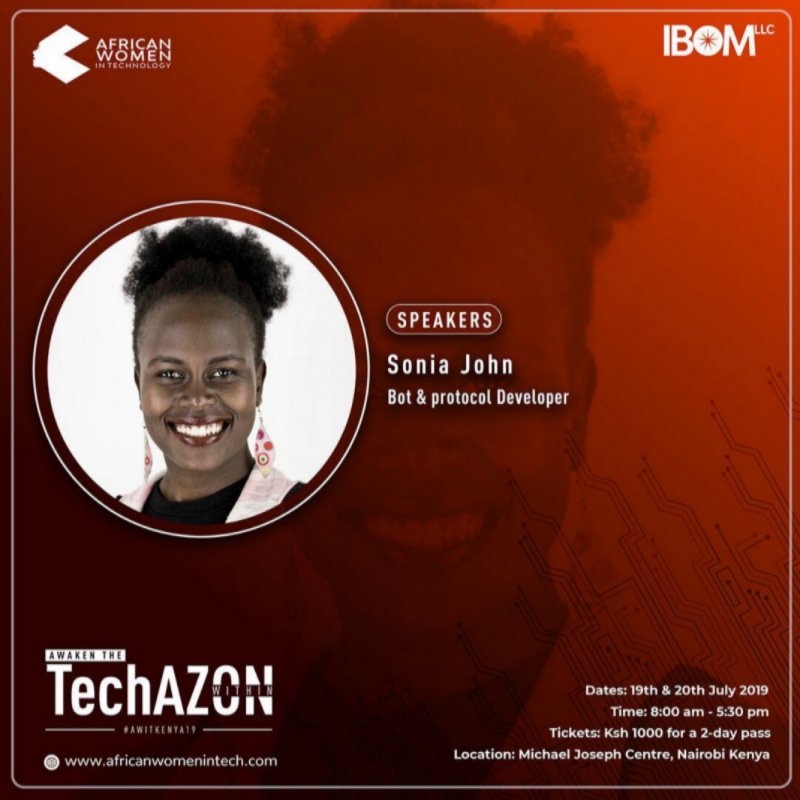 AFRICAN
WOMEN
IN TECHNOLOGY
IBOM LLC
SPEAKERS
Sonia John
Bot & protocol Developer
AWAKEN THE
TechAZON
WITHIN
#AWITKENYA19
www.africanwomenintech.com
Dates: 19th & 20th July 2019
Time: 8:00 am - 5:30 pm
Tickets: Ksh 1000 for a 2-day pass
Location: Michael Joseph Centre, Nairobi Kenya